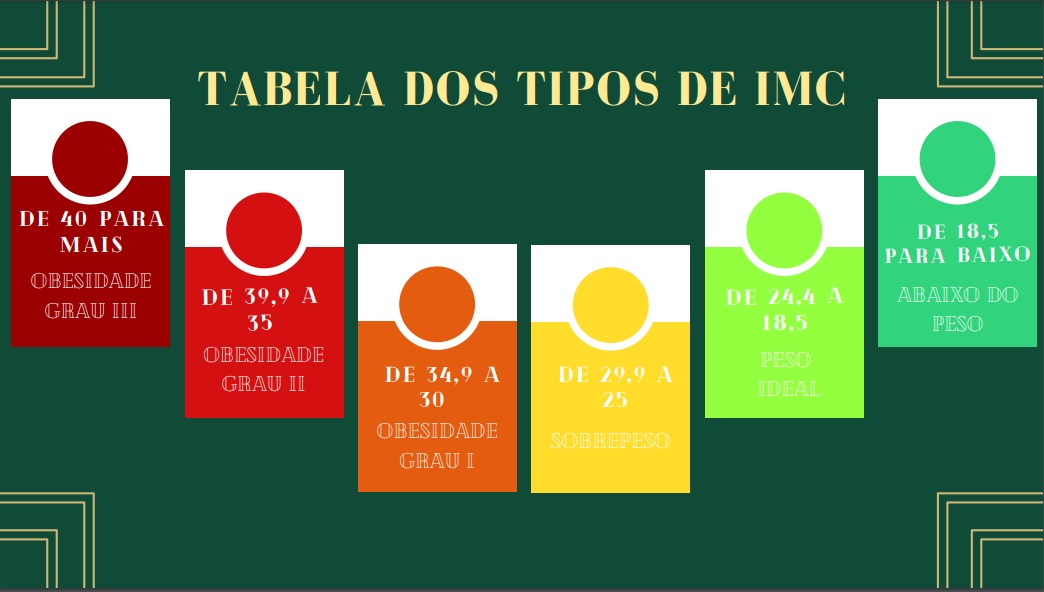 TABELA DOS TIPOS DE IMC
DE 40 PARA
MAIS
OBESIDADE
GRAU III
DE 39,9 A
35
OBESIDADE
GRAU II
DE 34,9 A
30
OBESIDADE
GRAU I
DE 29,9 A
25
SOBREPESO
DE 24,4 A
18,5
PESO
IDEAL
DE 18,5
PARA BAIXO
ABAIXO DO
PESO